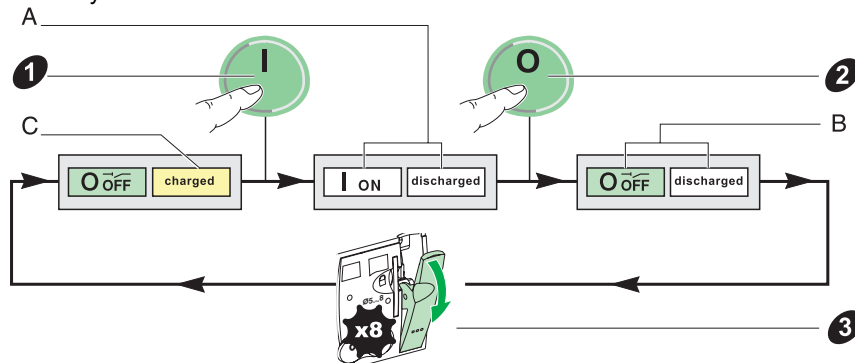 A
1
I
O
2
C
B
O OFF charged
I ON discharged
O OFF discharged
Ø5...8
x8
3